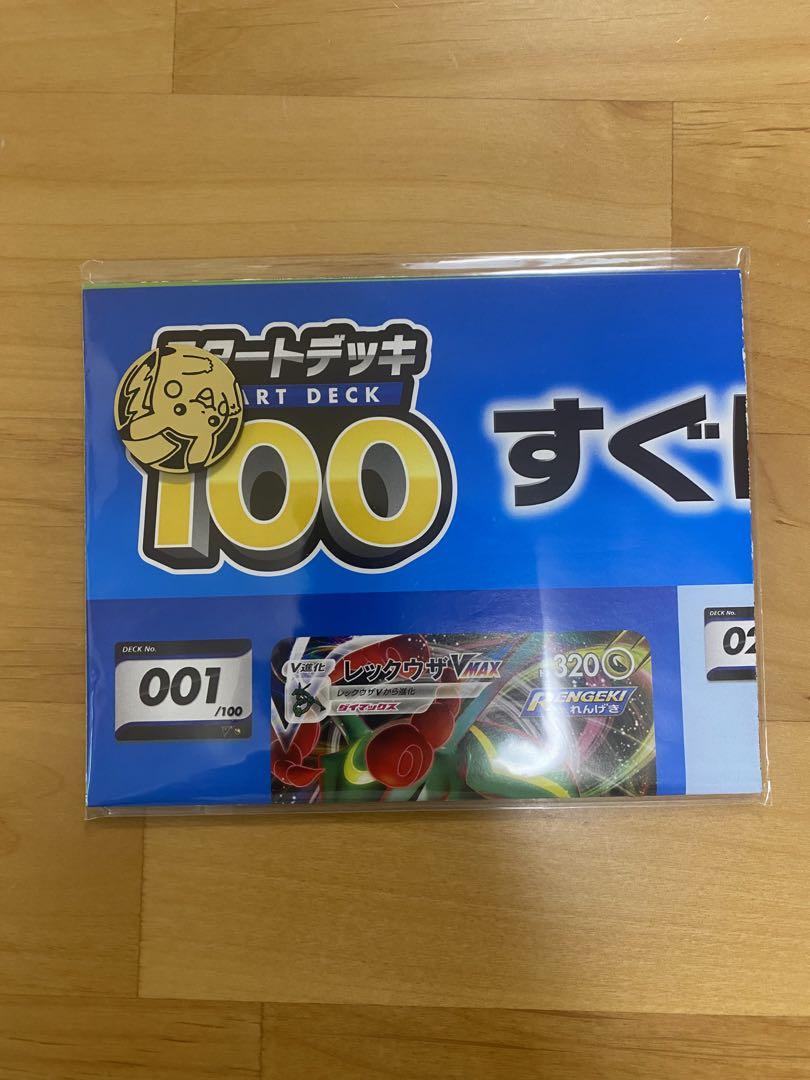 タートデッキ
ART DECK
100
すぐ
DECK No.
001
/100
V進化
レックウザVMAX
レックウザVから進化
ダイマックス
320
RENGEKI
れんげき
DECK No.
02